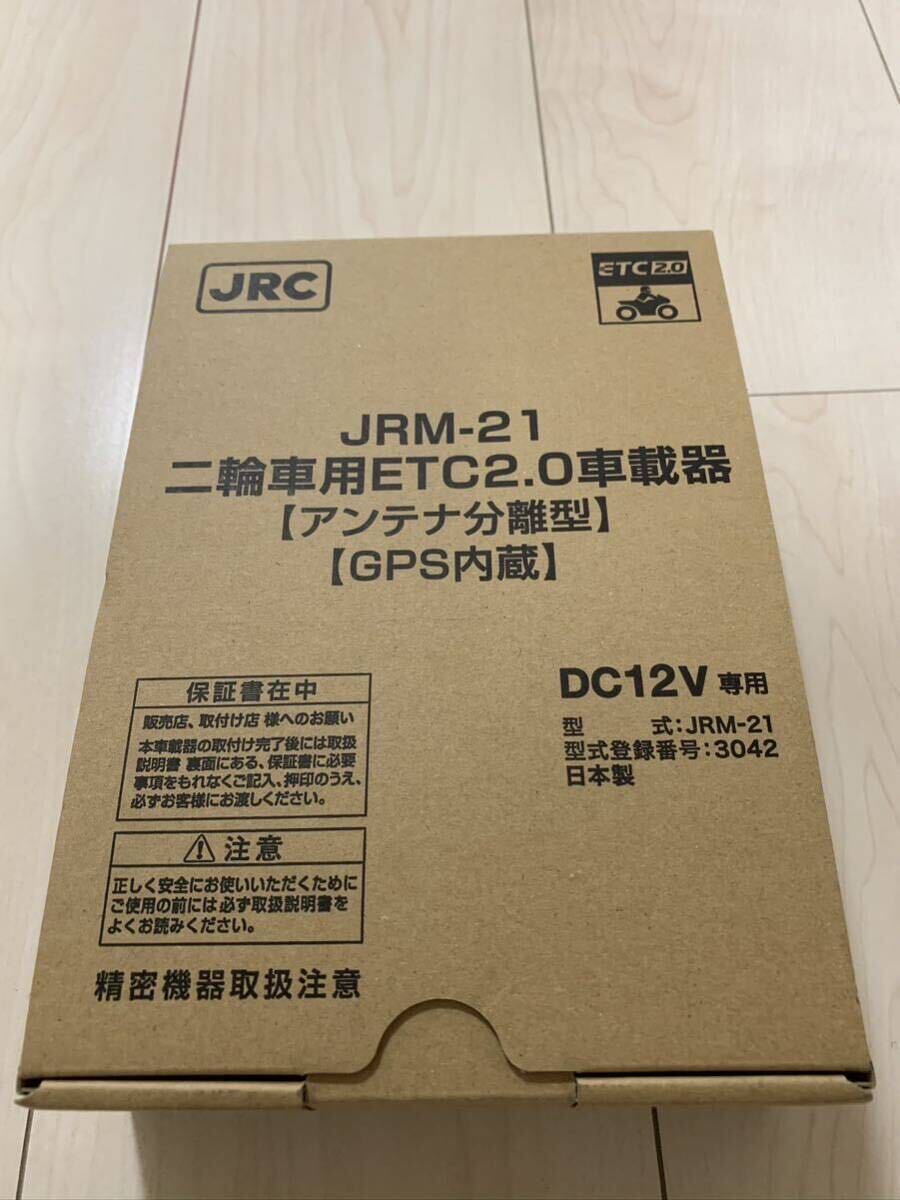 JRC
ETC2.0
JRM-21
二輪車用ETC2.0車載器
【アンテナ分離型】
【GPS内蔵】
保証書在中
販売店、取付け店 様へのお願い
本車載器の取付け完了後には取扱
説明書 裏面にある、保証書に必要
事項をもれなくご記入、押印のうえ、
必ずお客様にお渡しください。
DC12V 専用
型 式:JRM-21
型式登録番号:3042
日本製
注意
正しく安全にお使いいただくために
ご使用の前には必ず取扱説明書を
よくお読みください。
精密機器取扱注意